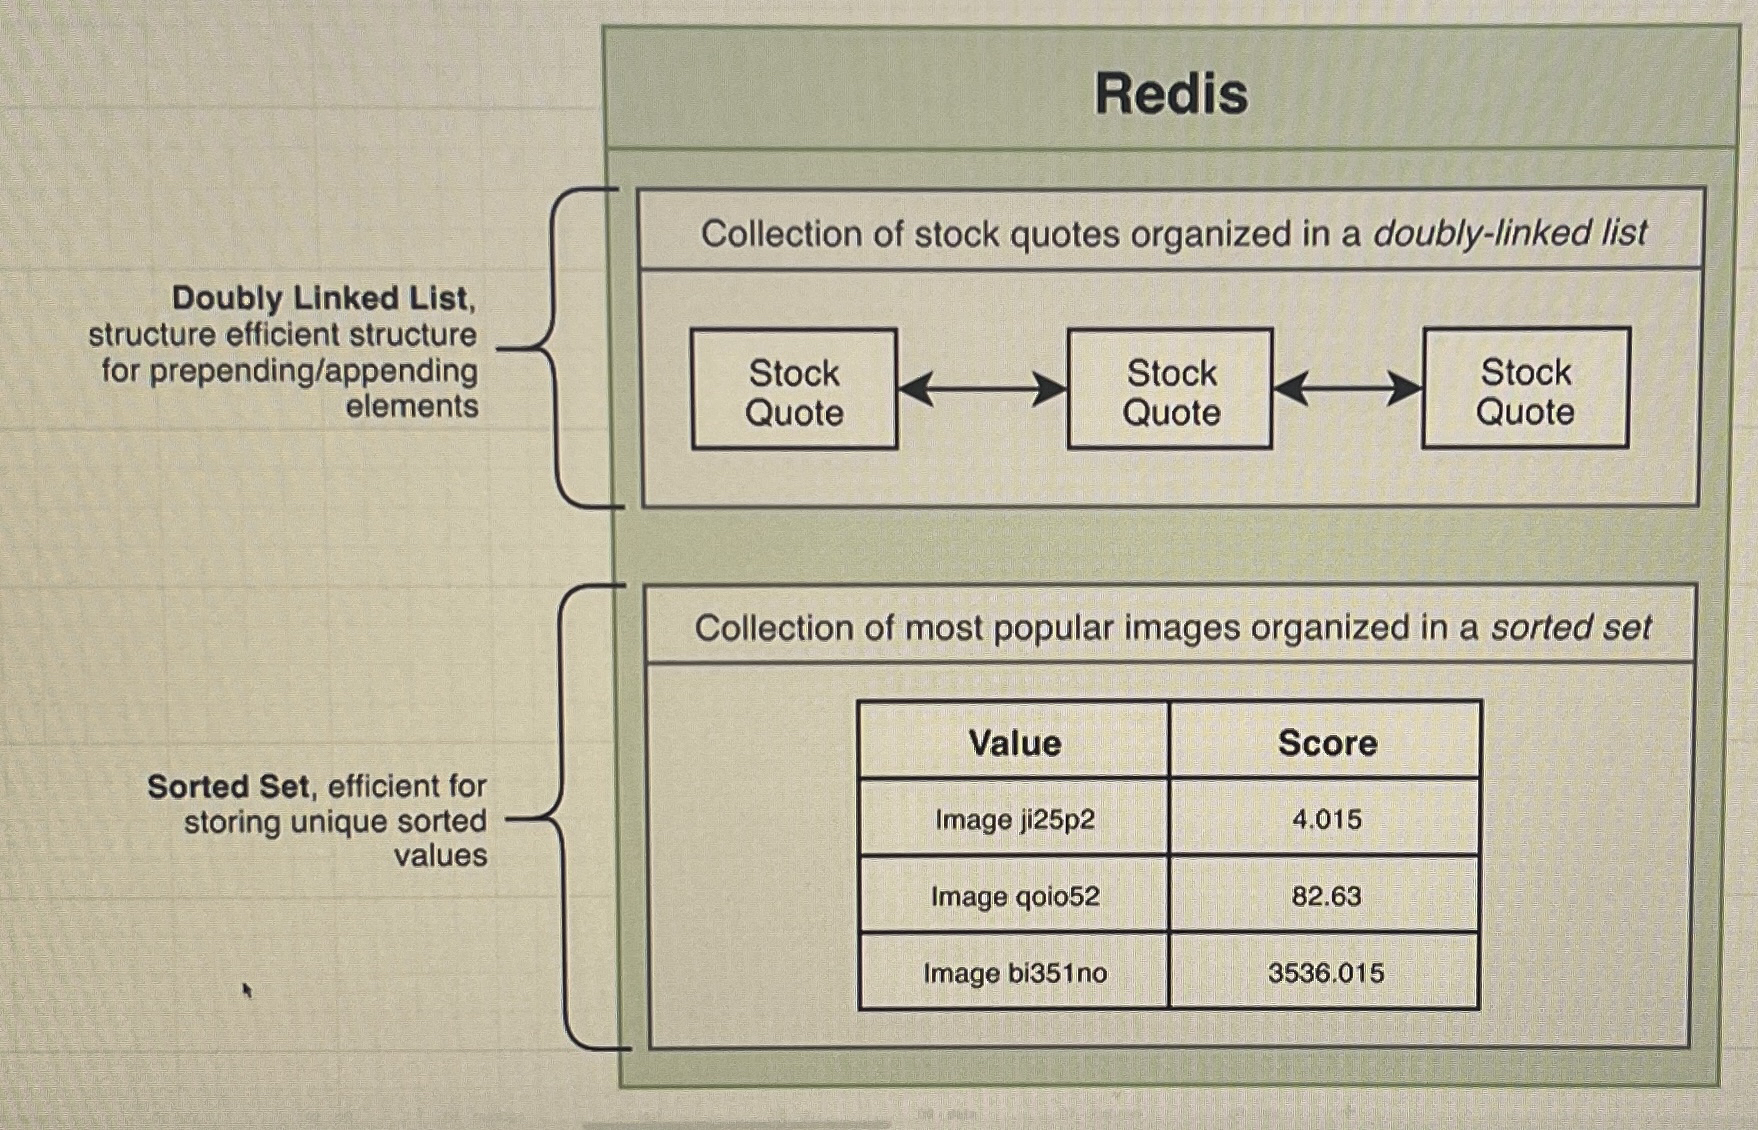 Redis
Collection of stock quotes organized in a doubly-linked list
Doubly Linked List,
structure efficient structure
for prepending/appending
elements
Stock
Quote
Stock
Quote
Stock
Quote
Collection of most popular images organized in a sorted set
Sorted Set, efficient for
storing unique sorted
values
Value Score
Image ji25p2 4.015
Image qoio52 82.63
Image bi351no 3536.015